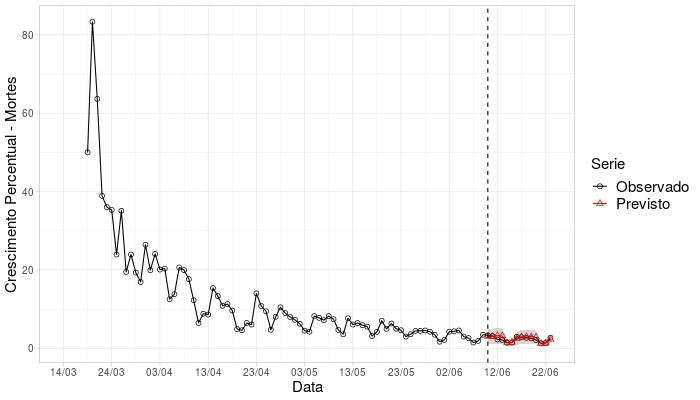 Crescimento Percentual - Mortes
80
60
40
20
0
14/03 24/03 03/04 13/04 23/04 03/05 13/05 23/05 02/06 12/06 22/06
Data
Serie
Observado
Previsto